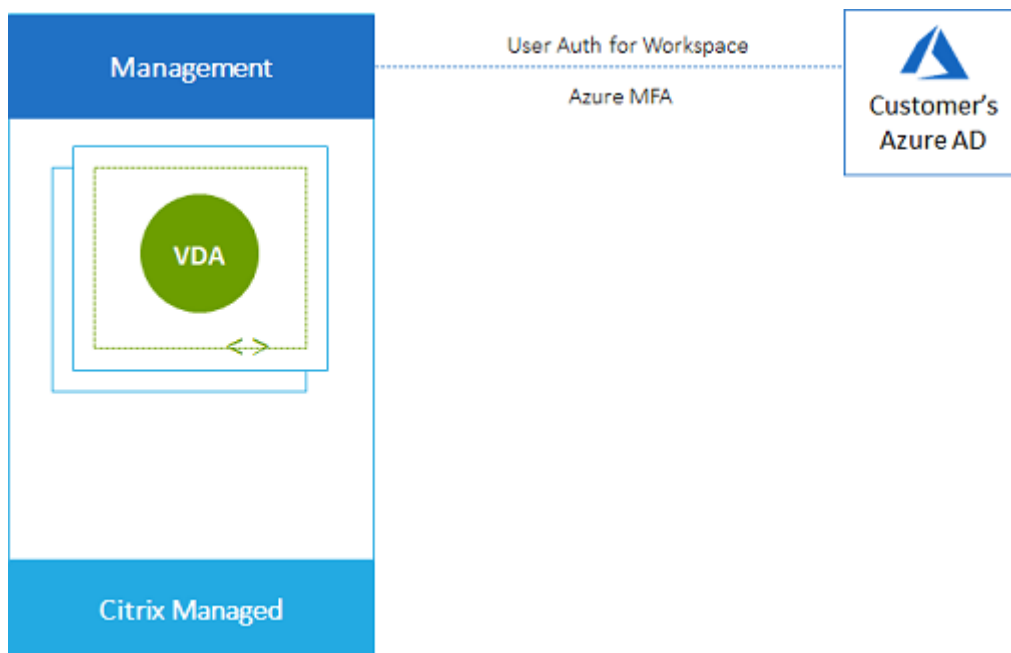 Management
User Auth for Workspace
Azure MFA
Customer's
Azure AD
VDA
Citrix Managed